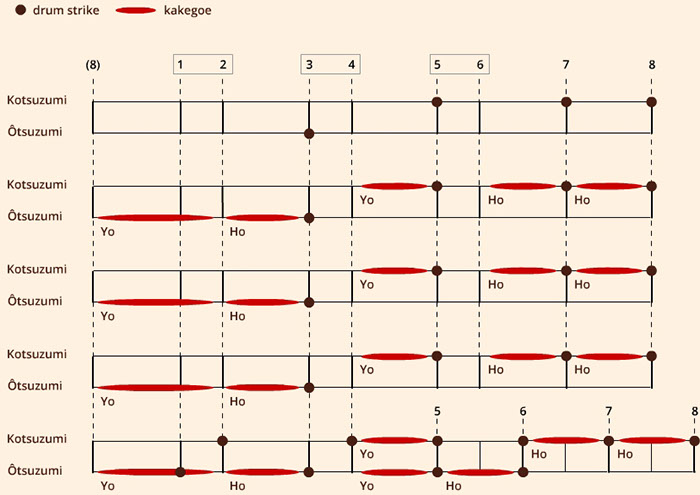 drum strike kakegoe
(8) 1 2 3 4 5 6 7 8
Kotsuzumi
Ôtsuzumi
Kotsuzumi
Yo Ho Ho
Ôtsuzumi
Yo Ho
Kotsuzumi
Yo Ho Ho
Ôtsuzumi
Yo Ho
Kotsuzumi
Yo Ho Ho
Ôtsuzumi
Yo Ho
5 6 7 8
Kotsuzumi
Yo Ho Ho
Ôtsuzumi
Yo Ho Yo Ho